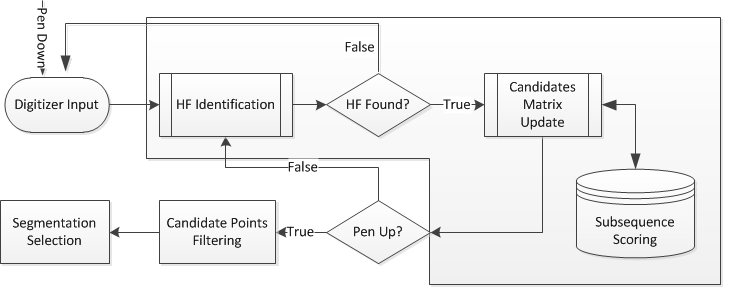 Pen Down
False
Digitizer Input
HF Identification
HF Found?
True
Candidates
Matrix
Update
False
Segmentation
Selection
Candidate Points
Filtering
True
Pen Up?
Subsequence
Scoring